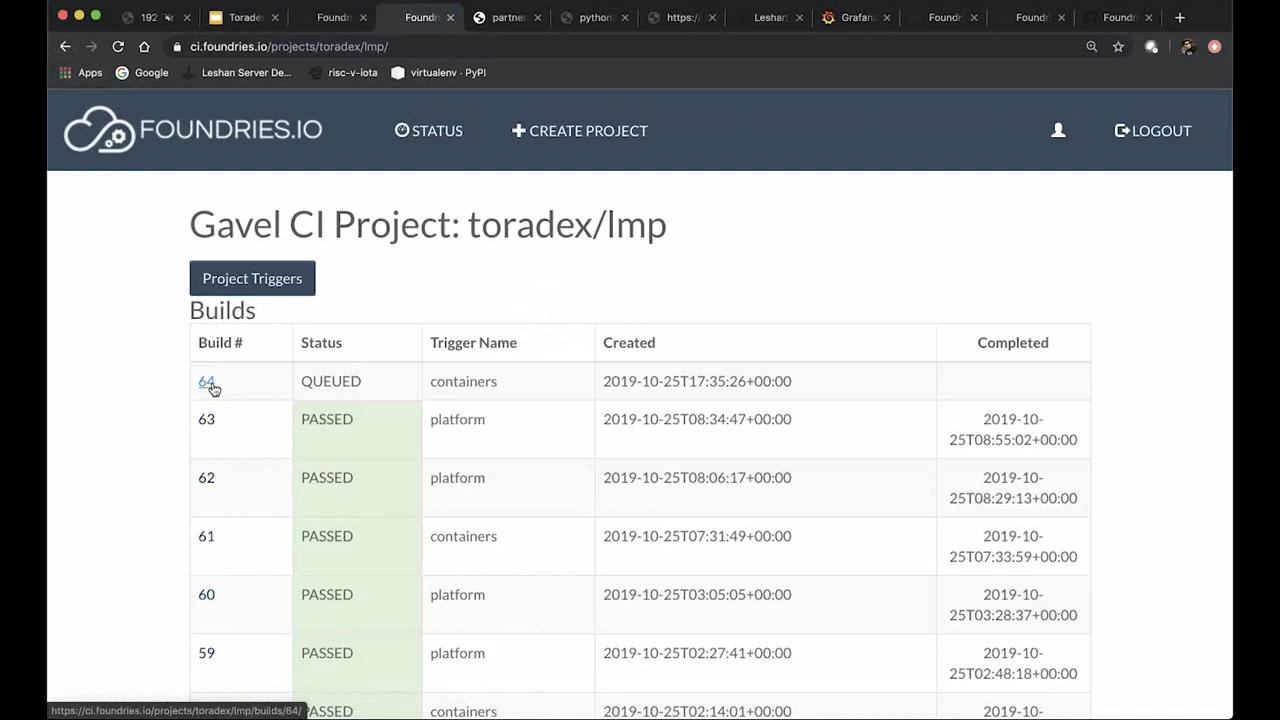 192
Toradex
Foundri
Foundri
partner
python
https:/
Leshan
Grafan
Foundri
Foundri
Foundri
ci.foundries.io/projects/toradex/lmp/
Apps
Google
Leshan Server De...
risc-v-iota
virtualenv · PyPI
FOUNDRIES.IO
STATUS
CREATE PROJECT
LOGOUT
Gavel CI Project: toradex/lmp
Project Triggers
Builds
Build # Status Trigger Name Created Completed
64 QUEUED containers 2019-10-25T17:35:26+00:00
63 PASSED platform 2019-10-25T08:34:47+00:00 2019-10-
25T08:55:02+00:00
62 PASSED platform 2019-10-25T08:06:17+00:00 2019-10-
25T08:29:13+00:00
61 PASSED containers 2019-10-25T07:31:49+00:00 2019-10-
25T07:33:59+00:00
60 PASSED platform 2019-10-25T03:05:05+00:00 2019-10-
25T03:28:37+00:00
59 PASSED platform 2019-10-25T02:27:41+00:00 2019-10-
25T02:48:18+00:00
PASSED containers 2019-10-25T02:14:01+00:00 2019-10-
https://ci.foundries.io/projects/toradex/lmp/builds/64/